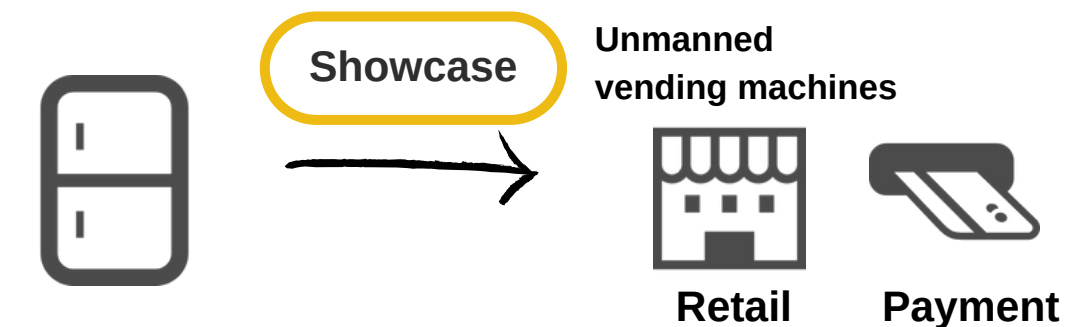 Showcase
Unmanned
vending machines
Retail
Payment